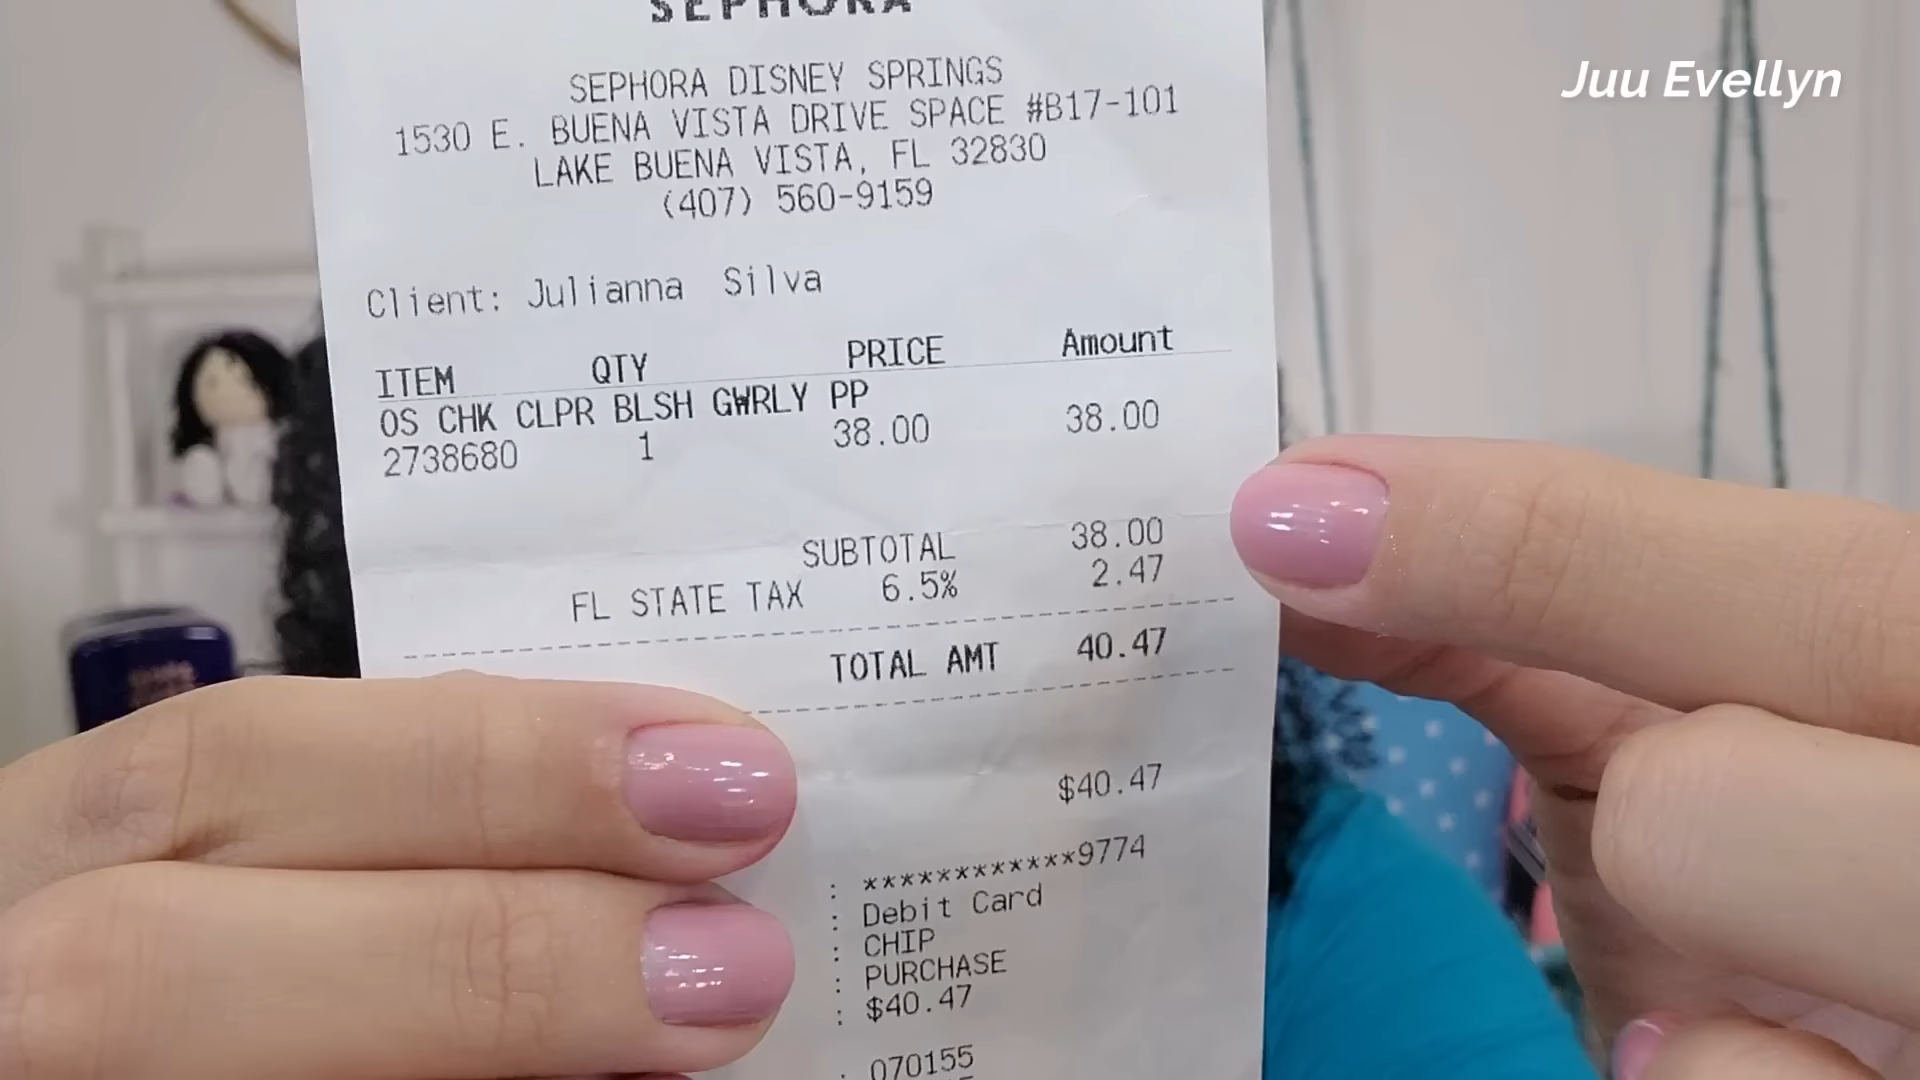 SEPHORA
Juu Evellyn
SEPHORA DISNEY SPRINGS
1530 E. BUENA VISTA DRIVE SPACE #B17-101
LAKE BUENA VISTA, FL 32830
(407) 560-9159
Client: Julianna Silva
ITEM QTY PRICE Amount
OS CHK CLPR BLSH GWRLY PP
2738680 1 38.00 38.00
SUBTOTAL 38.00
FL STATE TAX 6.5% 2.47
TOTAL AMT 40.47
$40.47
: ************9774
: Debit Card
: CHIP
: PURCHASE
: $40.47
: 070155